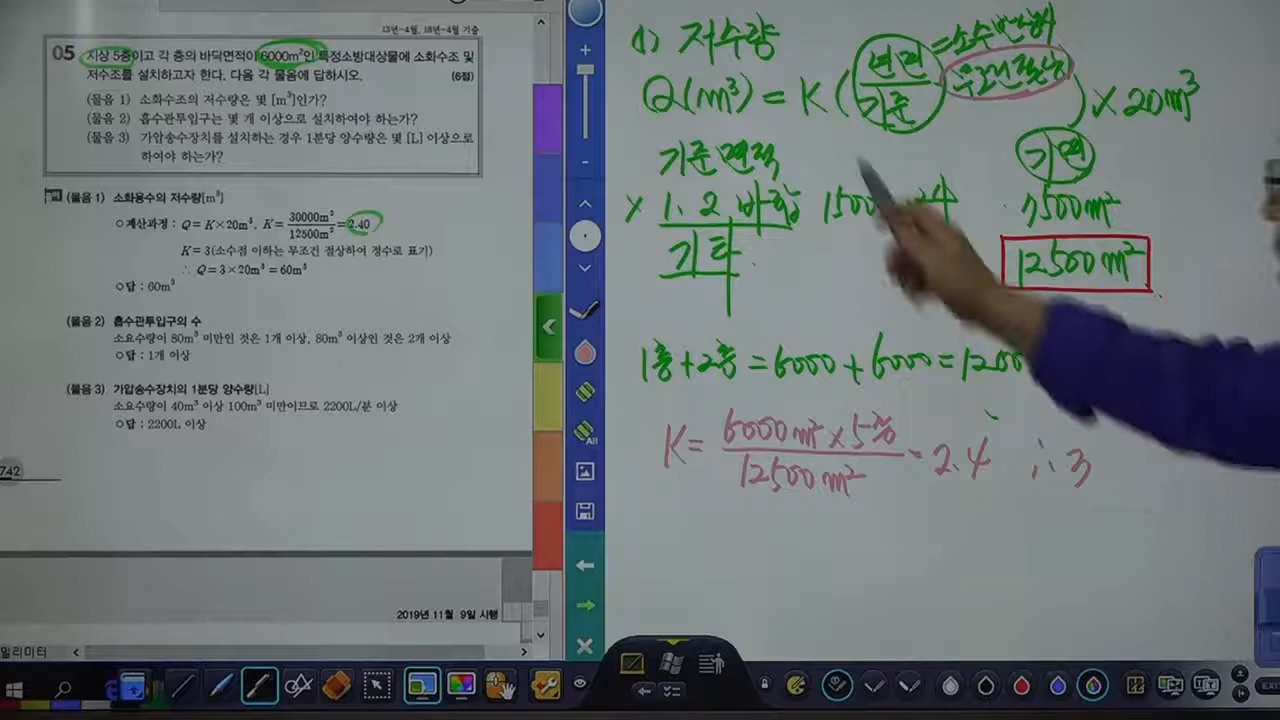 13년~4월, 18년~4월 기출
05 지상 5층이고 각 층의 바닥면적이 6000m²인 특정소방대상물에 소화수조 및
저수조를 설치하고자 한다. 다음 각 물음에 답하시오. (6점)
(물음 1) 소화수조의 저수량은 몇 [m³]인가?
(물음 2) 흡수관투입구는 몇 개 이상으로 설치하여야 하는가?
(물음 3) 가압송수장치를 설치하는 경우 1분당 양수량은 몇 [L] 이상으로
하여야 하는가?
(물음 1) 소화용수의 저수량[m³]
○계산과정 : Q=K×20m³, K=30000m²/12500m²=2.40
K=3(소수점 이하는 무조건 절상하여 정수로 표기)
∴ Q=3×20m³=60m³
○답 : 60m³
(물음 2) 흡수관투입구의 수
소요수량이 80m³ 미만인 것은 1개 이상, 80m³ 이상인 것은 2개 이상
○답 : 1개 이상
(물음 3) 가압송수장치의 1분당 양수량[L]
소요수량이 40m³ 이상 100m³ 미만이므로 2200L/분 이상
○답 : 2200L 이상
742
2019년 11월 9일 시행
밀리미터
All
1) 저수량
Q(m³) = K(연면/기준) × 20m³
기준면적
기면
× 1, 2 바합
7500m²
기타
12500m²
1층+2층=6000+6000=
K= 6000m²×5층/12500m² = 2.4 ∴3